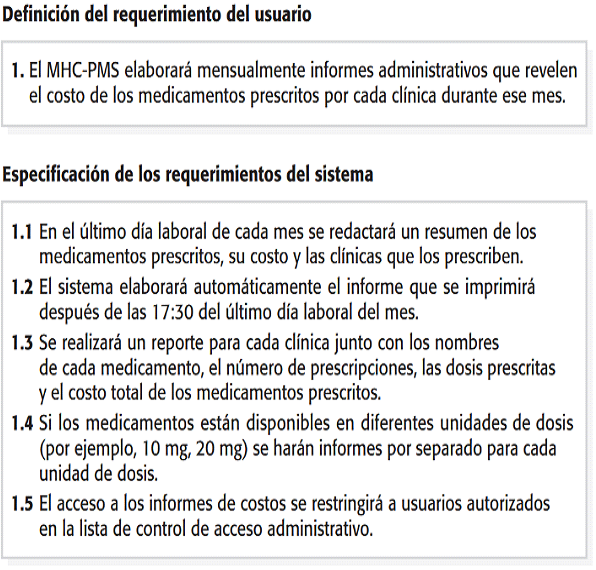 Definición del requerimiento del usuario
1. El MHC-PMS elaborará mensualmente informes administrativos que revelen
el costo de los medicamentos prescritos por cada clínica durante ese mes.
Especificación de los requerimientos del sistema
1.1 En el último día laboral de cada mes se redactará un resumen de los
medicamentos prescritos, su costo y las clínicas que los prescriben.
1.2 El sistema elaborará automáticamente el informe que se imprimirá
después de las 17:30 del último día laboral del mes.
1.3 Se realizará un reporte para cada clínica junto con los nombres
de cada medicamento, el número de prescripciones, las dosis prescritas
y el costo total de los medicamentos prescritos.
1.4 Si los medicamentos están disponibles en diferentes unidades de dosis
(por ejemplo, 10 mg, 20 mg) se harán informes por separado para cada
unidad de dosis.
1.5 El acceso a los informes de costos se restringirá a usuarios autorizados
en la lista de control de acceso administrativo.